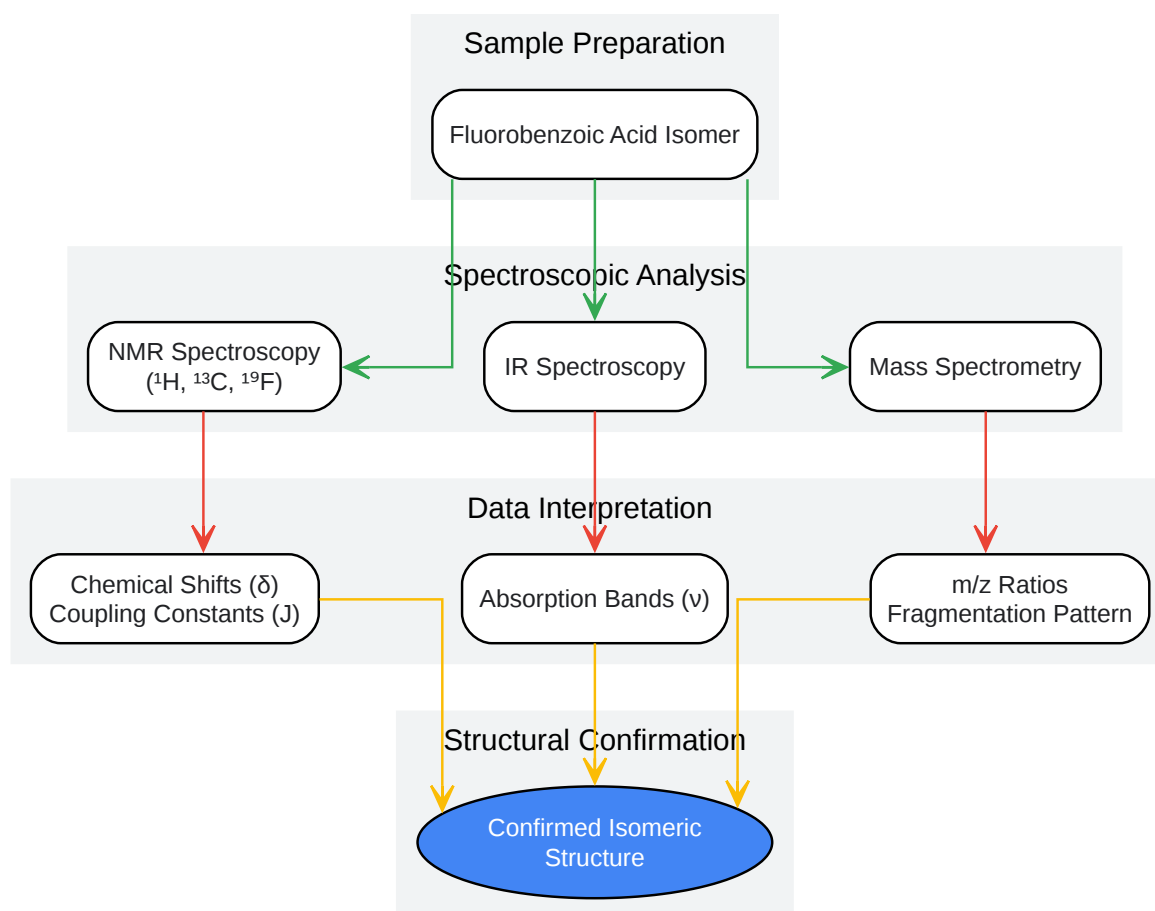 Sample Preparation
Fluorobenzoic Acid Isomer
Spectroscopic Analysis
NMR Spectroscopy
(¹H, ¹³C, ¹⁹F)
IR Spectroscopy
Mass Spectrometry
Data Interpretation
Chemical Shifts (δ)
Coupling Constants (J)
Absorption Bands (ν)
m/z Ratios
Fragmentation Pattern
Structural Confirmation
Confirmed Isomeric
Structure